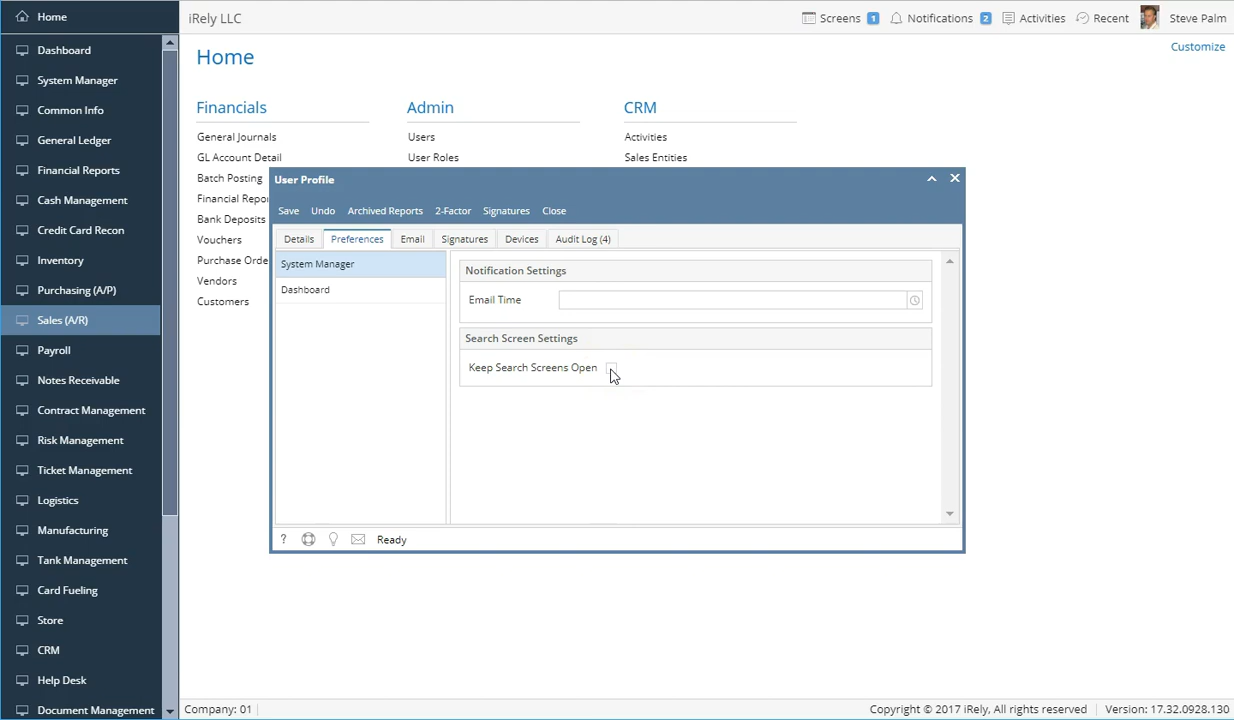 Home
iRely LLC
Screens 1 Notifications 2 Activities Recent Steve Palm
Dashboard
System Manager
Common Info
General Ledger
Financial Reports
Cash Management
Credit Card Recon
Inventory
Purchasing (A/P)
Sales (A/R)
Payroll
Notes Receivable
Contract Management
Risk Management
Ticket Management
Logistics
Manufacturing
Tank Management
Card Fueling
Store
CRM
Help Desk
Document Management
Home
Customize
Financials
General Journals
GL Account Detail
Batch Posting
Financial Repo
Bank Deposits
Vouchers
Purchase Orde
Vendors
Customers
Admin
Users
User Roles
CRM
Activities
Sales Entities
User Profile
Save Undo Archived Reports 2-Factor Signatures Close
Details Preferences Email Signatures Devices Audit Log (4)
System Manager
Dashboard
Notification Settings
Email Time
Search Screen Settings
Keep Search Screens Open
? Ready
Company: 01
Copyright © 2017 iRely, All rights reserved Version: 17.32.0928.130